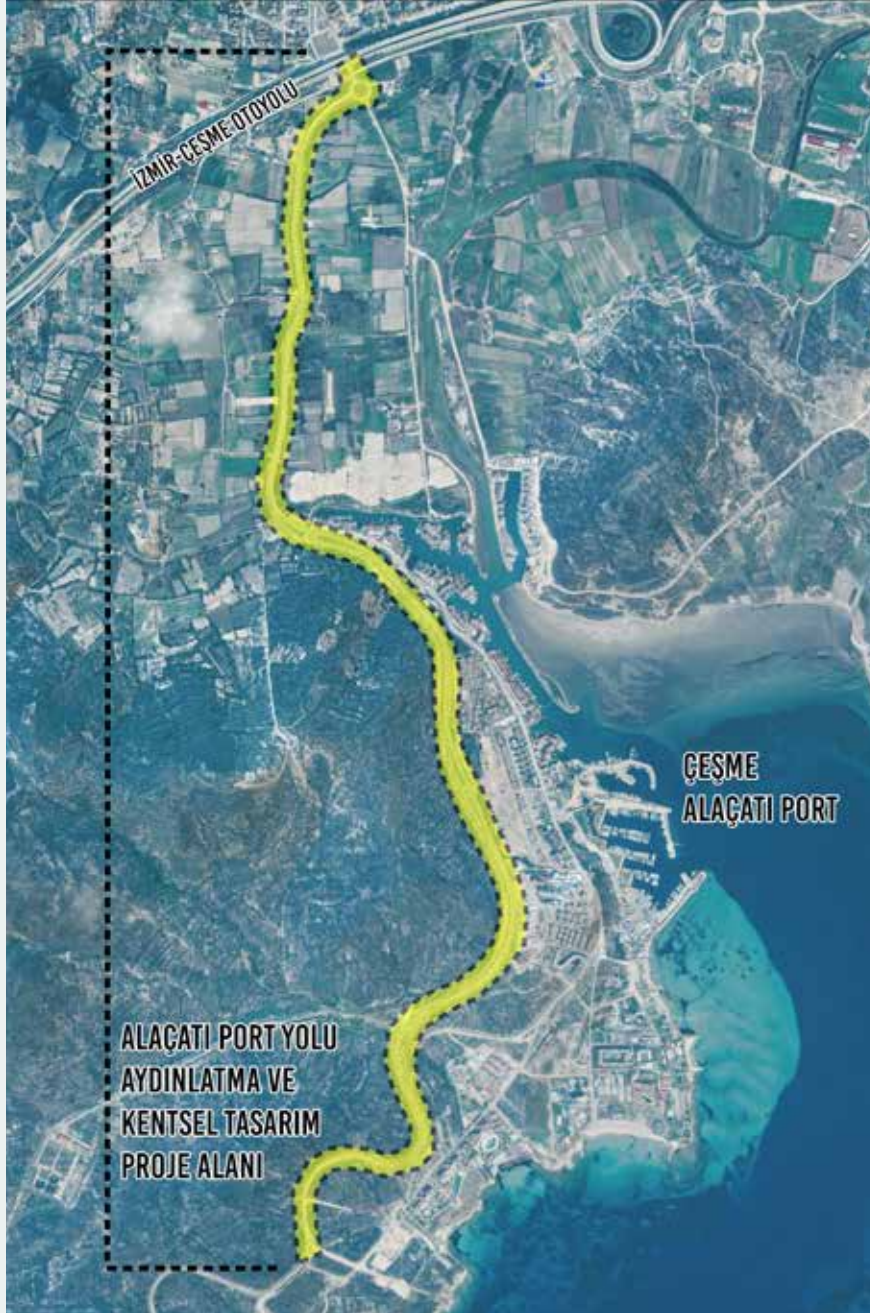 İZMİR-ÇEŞME OTOYOLU
ÇEŞME
ALAÇATI PORT
ALAÇATI PORT YOLU
AYDINLATMA VE
KENTSEL TASARIM
PROJE ALANI